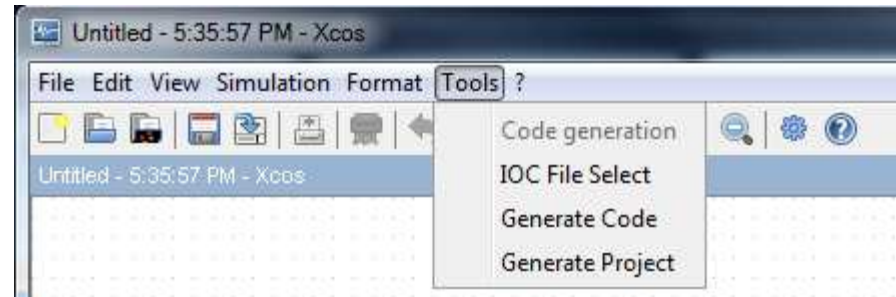 Untitled - 5:35:57 PM - Xcos
File Edit View Simulation Format Tools ?
Code generation
Untitled - 5:35:57 PM - Xcos
IOC File Select
Generate Code
Generate Project